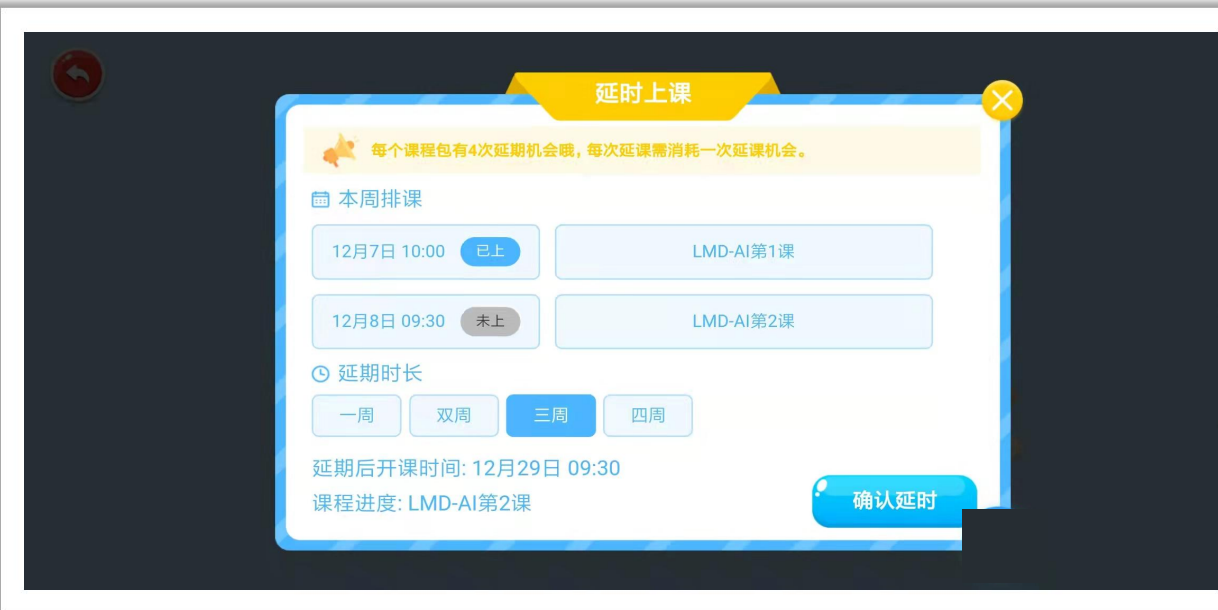 延时上课
每个课程包有4次延期机会哦，每次延课需消耗一次延课机会。
本周排课
12月7日 10:00 已上 LMD-AI第1课
12月8日 09:30 未上 LMD-AI第2课
延期时长
一周 双周 三周 四周
延期后开课时间: 12月29日 09:30
课程进度: LMD-AI第2课
确认延时